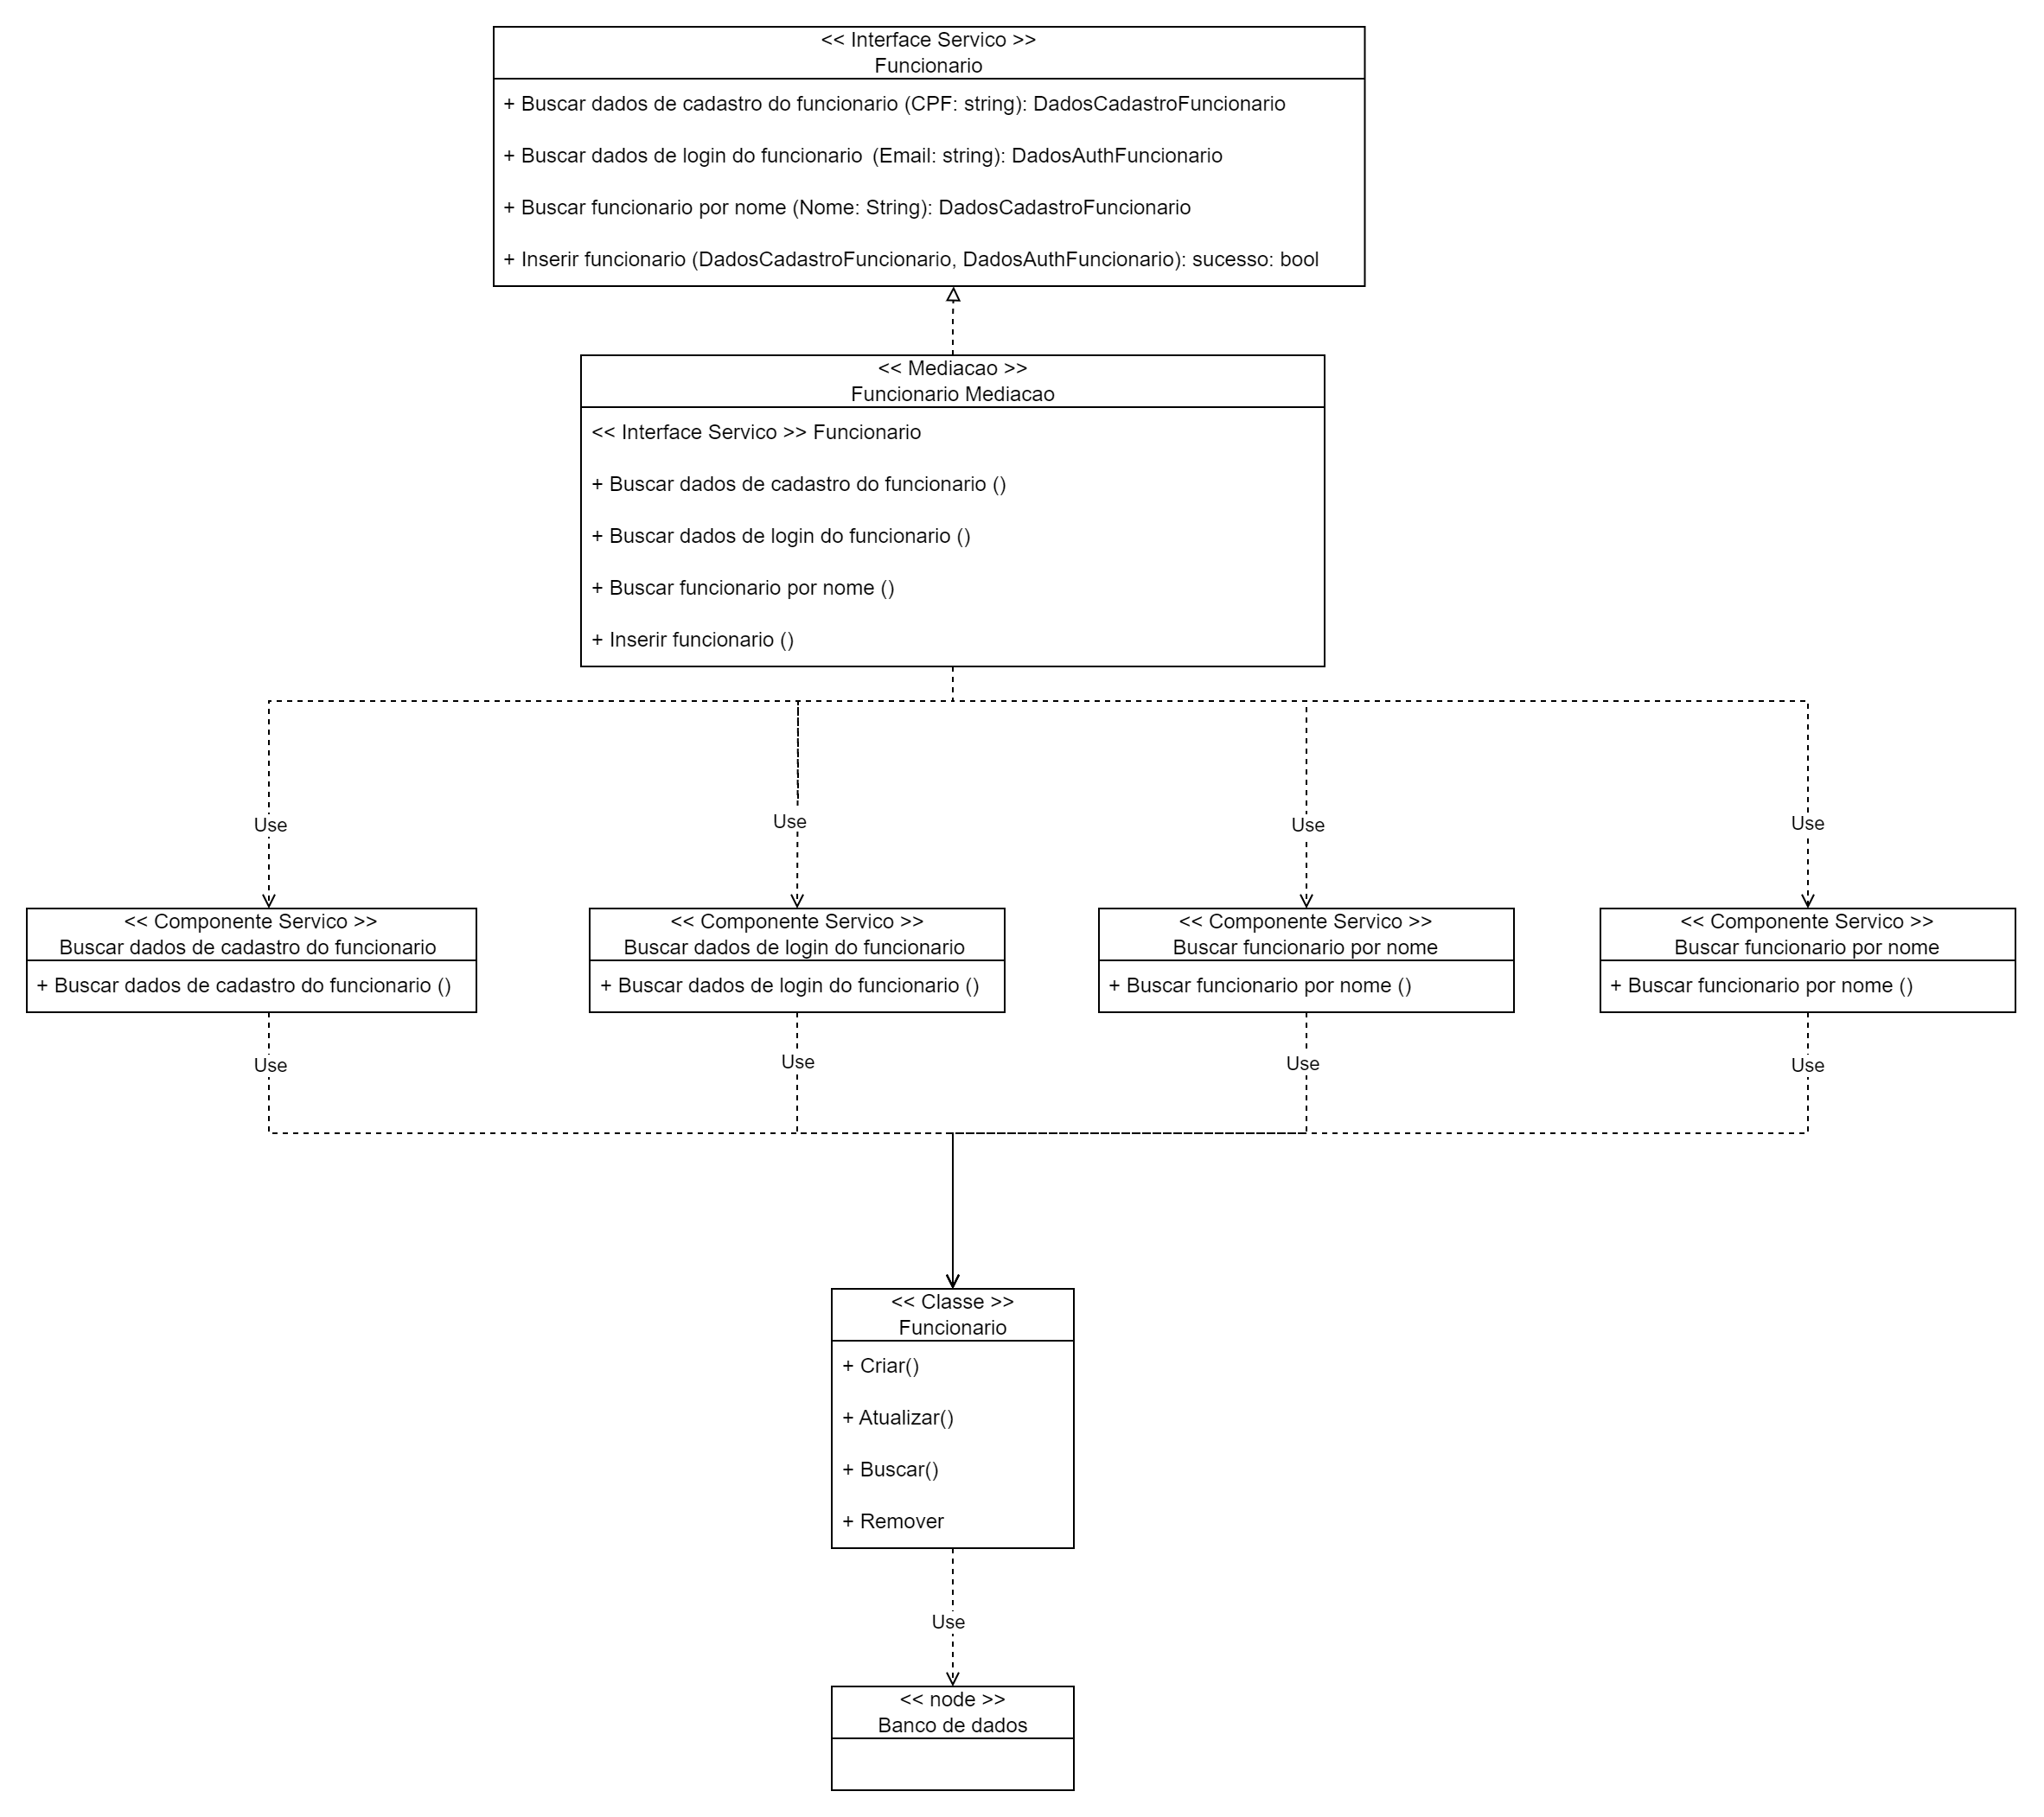 << Interface Servico >>
Funcionario
+ Buscar dados de cadastro do funcionario (CPF: string): DadosCadastroFuncionario
+ Buscar dados de login do funcionario  (Email: string): DadosAuthFuncionario
+ Buscar funcionario por nome (Nome: String): DadosCadastroFuncionario
+ Inserir funcionario (DadosCadastroFuncionario, DadosAuthFuncionario): sucesso: bool
<< Mediacao >>
Funcionario Mediacao
<< Interface Servico >> Funcionario
+ Buscar dados de cadastro do funcionario ()
+ Buscar dados de login do funcionario ()
+ Buscar funcionario por nome ()
+ Inserir funcionario ()
Use
Use
Use
Use
<< Componente Servico >>
Buscar dados de cadastro do funcionario
+ Buscar dados de cadastro do funcionario ()
<< Componente Servico >>
Buscar dados de login do funcionario
+ Buscar dados de login do funcionario ()
<< Componente Servico >>
Buscar funcionario por nome
+ Buscar funcionario por nome ()
<< Componente Servico >>
Buscar funcionario por nome
+ Buscar funcionario por nome ()
Use
Use
Use
Use
<< Classe >>
Funcionario
+ Criar()
+ Atualizar()
+ Buscar()
+ Remover
Use
<< node >>
Banco de dados